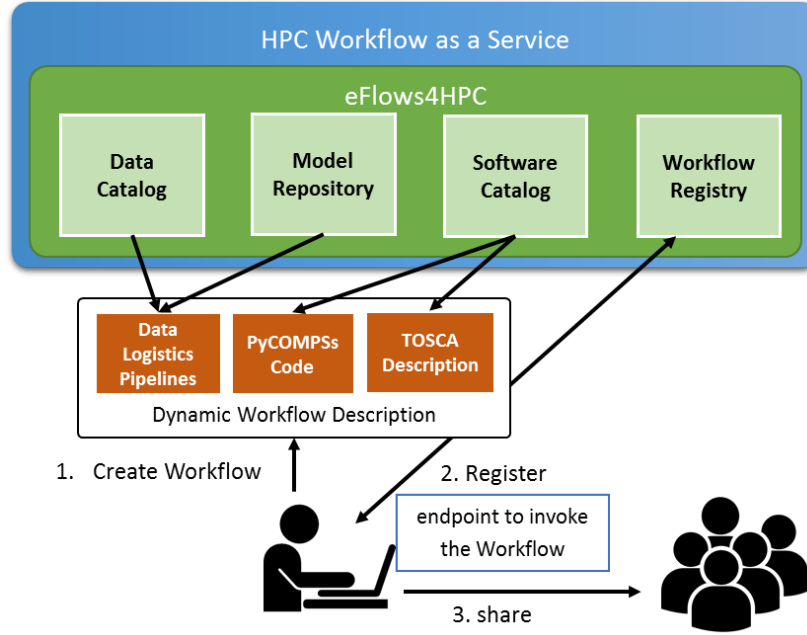 HPC Workflow as a Service
eFlows4HPC
Data
Catalog
Model
Repository
Software
Catalog
Workflow
Registry
Data
Logistics
Pipelines
PyCOMPSs
Code
TOSCA
Description
Dynamic Workflow Description
1. Create Workflow
2. Register
endpoint to invoke
the Workflow
3. share